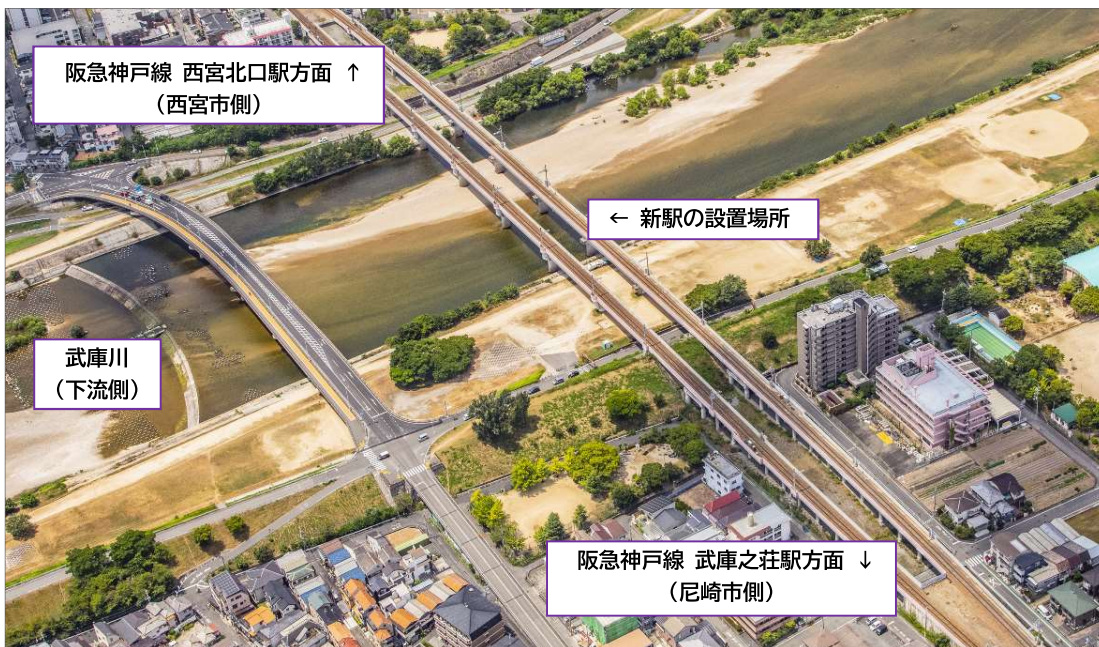 阪急神戸線 西宮北口駅方面 ↑
（西宮市側）
← 新駅の設置場所
武庫川
（下流側）
阪急神戸線 武庫之荘駅方面 ↓
（尼崎市側）